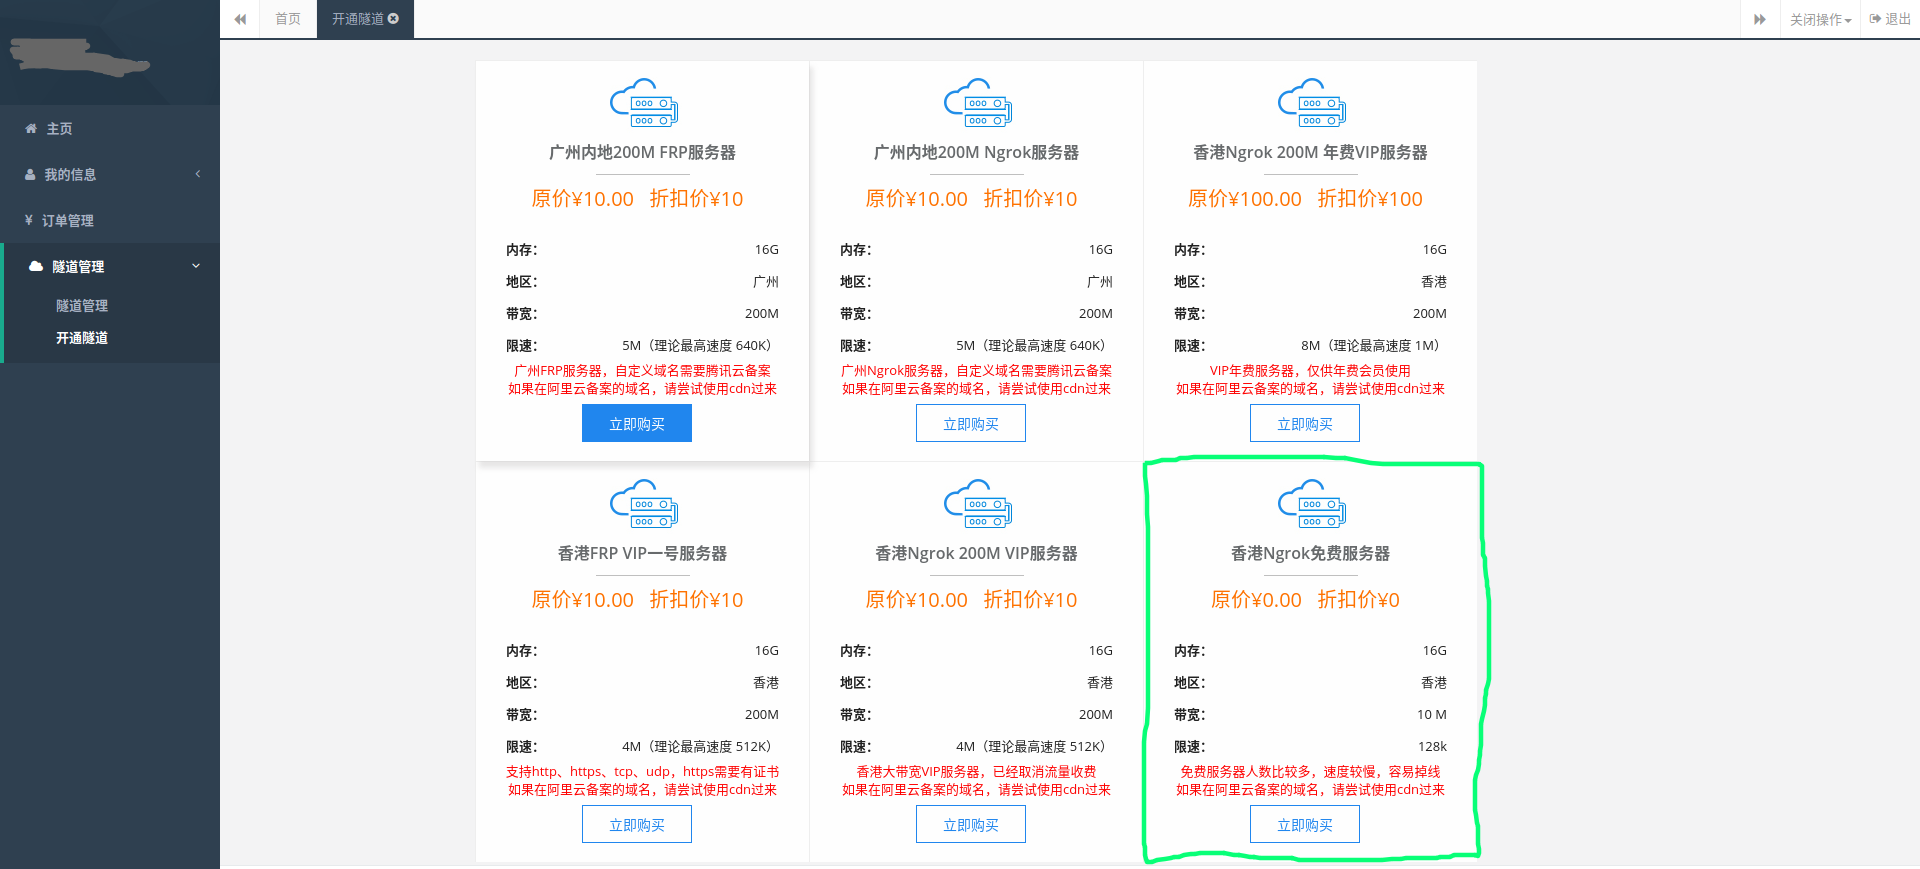 首页
开通隧道
关闭操作
退出
主页
我的信息
¥ 订单管理
隧道管理
隧道管理
开通隧道
广州内地200M FRP服务器
原价¥10.00 折扣价¥10
内存： 16G
地区： 广州
带宽： 200M
限速： 5M（理论最高速度 640K）
广州FRP服务器，自定义域名需要腾讯云备案
如果在阿里云备案的域名，请尝试使用cdn过来
立即购买
广州内地200M Ngrok服务器
原价¥10.00 折扣价¥10
内存： 16G
地区： 广州
带宽： 200M
限速： 5M（理论最高速度 640K）
广州Ngrok服务器，自定义域名需要腾讯云备案
如果在阿里云备案的域名，请尝试使用cdn过来
立即购买
香港Ngrok 200M 年费VIP服务器
原价¥100.00 折扣价¥100
内存： 16G
地区： 香港
带宽： 200M
限速： 8M（理论最高速度 1M）
VIP年费服务器，仅供年费会员使用
如果在阿里云备案的域名，请尝试使用cdn过来
立即购买
香港FRP VIP一号服务器
原价¥10.00 折扣价¥10
内存： 16G
地区： 香港
带宽： 200M
限速： 4M（理论最高速度 512K）
支持http、https、tcp、udp，https需要有证书
如果在阿里云备案的域名，请尝试使用cdn过来
立即购买
香港Ngrok 200M VIP服务器
原价¥10.00 折扣价¥10
内存： 16G
地区： 香港
带宽： 200M
限速： 4M（理论最高速度 512K）
香港大带宽VIP服务器，已经取消流量收费
如果在阿里云备案的域名，请尝试使用cdn过来
立即购买
香港Ngrok免费服务器
原价¥0.00 折扣价¥0
内存： 16G
地区： 香港
带宽： 10 M
限速： 128k
免费服务器人数比较多，速度较慢，容易掉线
如果在阿里云备案的域名，请尝试使用cdn过来
立即购买